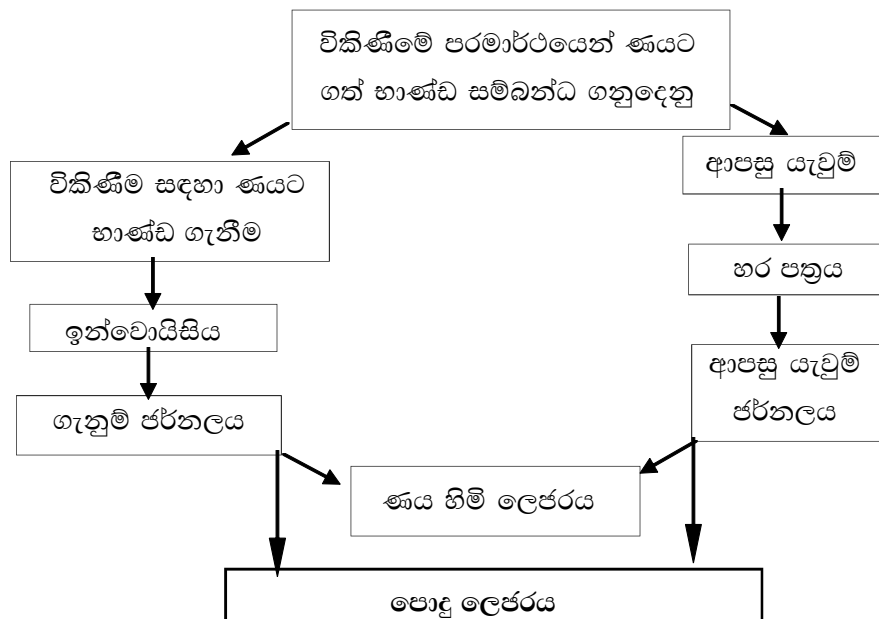 විකිණීමේ පරමාර්ථයෙන් ණයට
ගත් භාණ්ඩ සම්බන්ධ ගනුදෙනු
විකිණීම සඳහා ණයට
භාණ්ඩ ගැනීම
ඉන්වොයිසිය
ගැනුම් ජර්නලය
ආපසු යැවුම්
හර පත්‍රය
ආපසු යැවුම්
ජර්නලය
ණය හිමි ලෙජරය
පොදු ලෙජරය